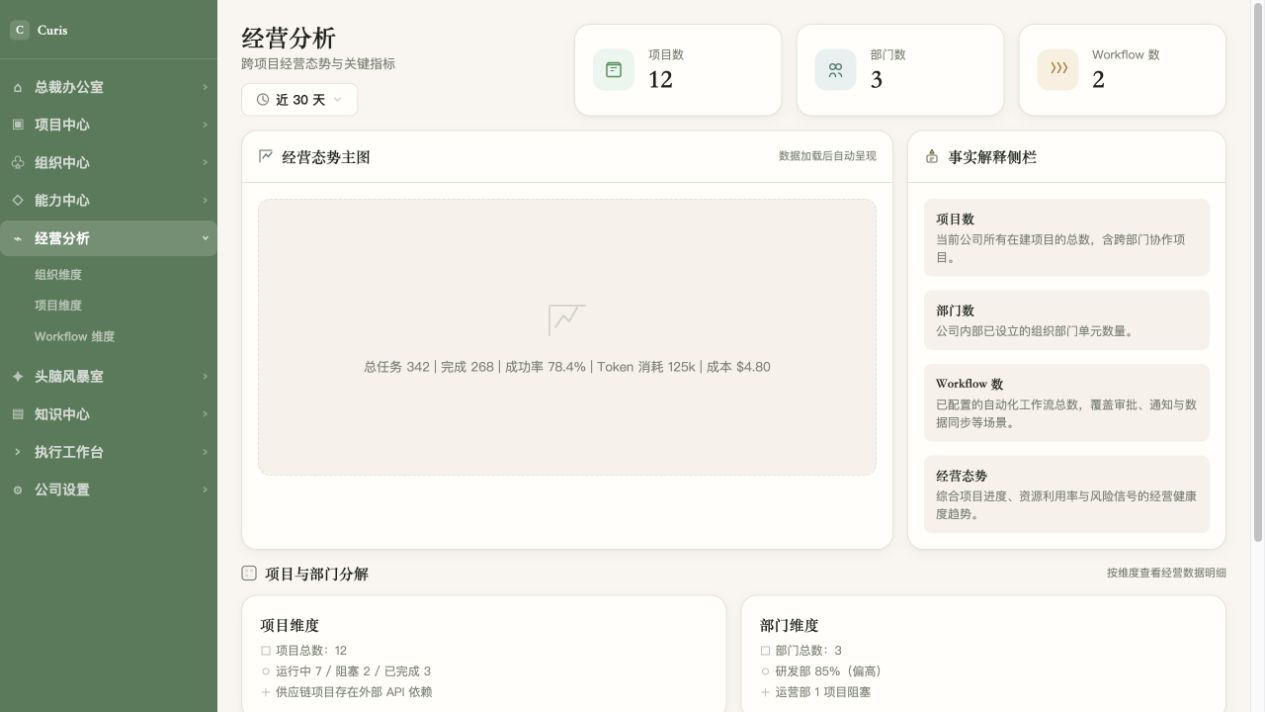 C Curis
总裁办公室
项目中心
组织中心
能力中心
经营分析
组织维度
项目维度
Workflow 维度
头脑风暴室
知识中心
执行工作台
公司设置
经营分析
跨项目经营态势与关键指标
近 30 天
项目数
12
部门数
3
Workflow 数
2
经营态势主图
数据加载后自动呈现
总任务 342 | 完成 268 | 成功率 78.4% | Token 消耗 125k | 成本 $4.80
事实解释侧栏
项目数
当前公司所有在建项目的总数，含跨部门协作项
目。
部门数
公司内部已设立的组织部门单元数量。
Workflow 数
已配置的自动化工作流总数，覆盖审批、通知与数
据同步等场景。
经营态势
综合项目进度、资源利用率与风险信号的经营健康
度趋势。
项目与部门分解
按维度查看经营数据明细
项目维度
项目总数：12
运行中 7 / 阻塞 2 / 已完成 3
供应链项目存在外部 API 依赖
部门维度
部门总数：3
研发部 85%（偏高）
运营部 1 项目阻塞